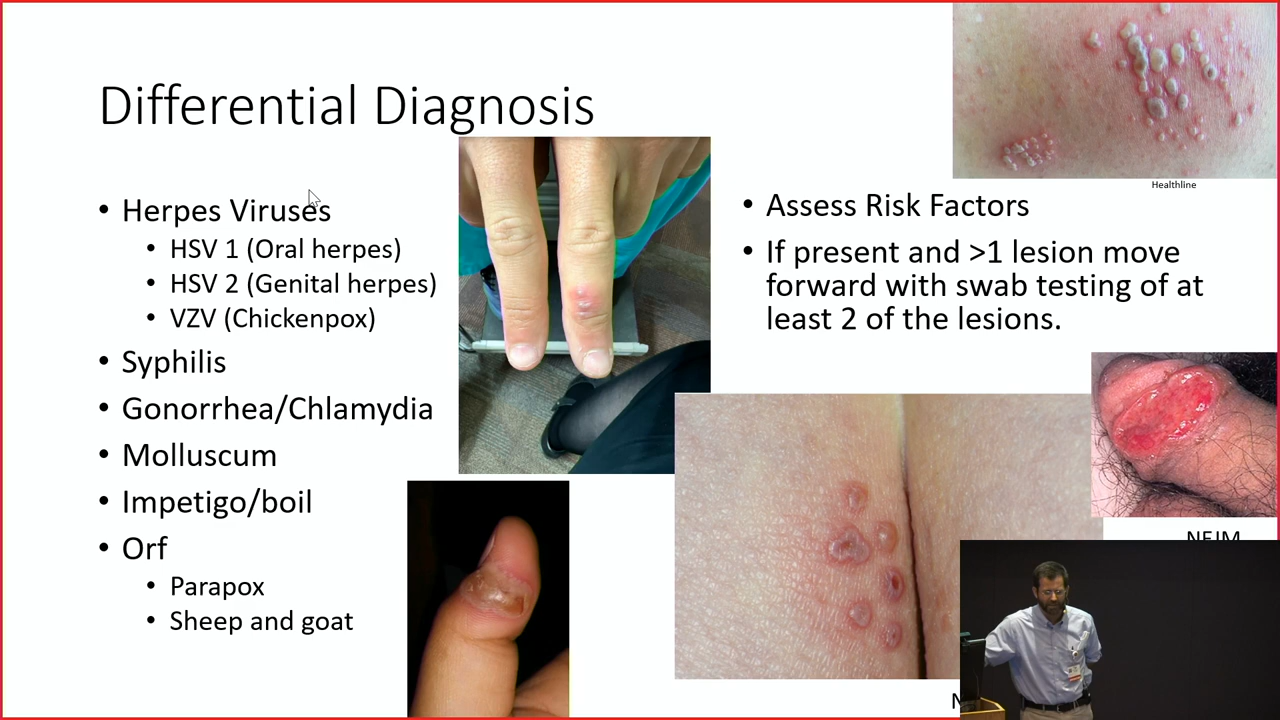 Differential Diagnosis
Herpes Viruses
HSV 1 (Oral herpes)
HSV 2 (Genital herpes)
VZV (Chickenpox)
Syphilis
Gonorrhea/Chlamydia
Molluscum
Impetigo/boil
Orf
Parapox
Sheep and goat
Healthline
Assess Risk Factors
If present and >1 lesion move
forward with swab testing of at
least 2 of the lesions.
NEJM